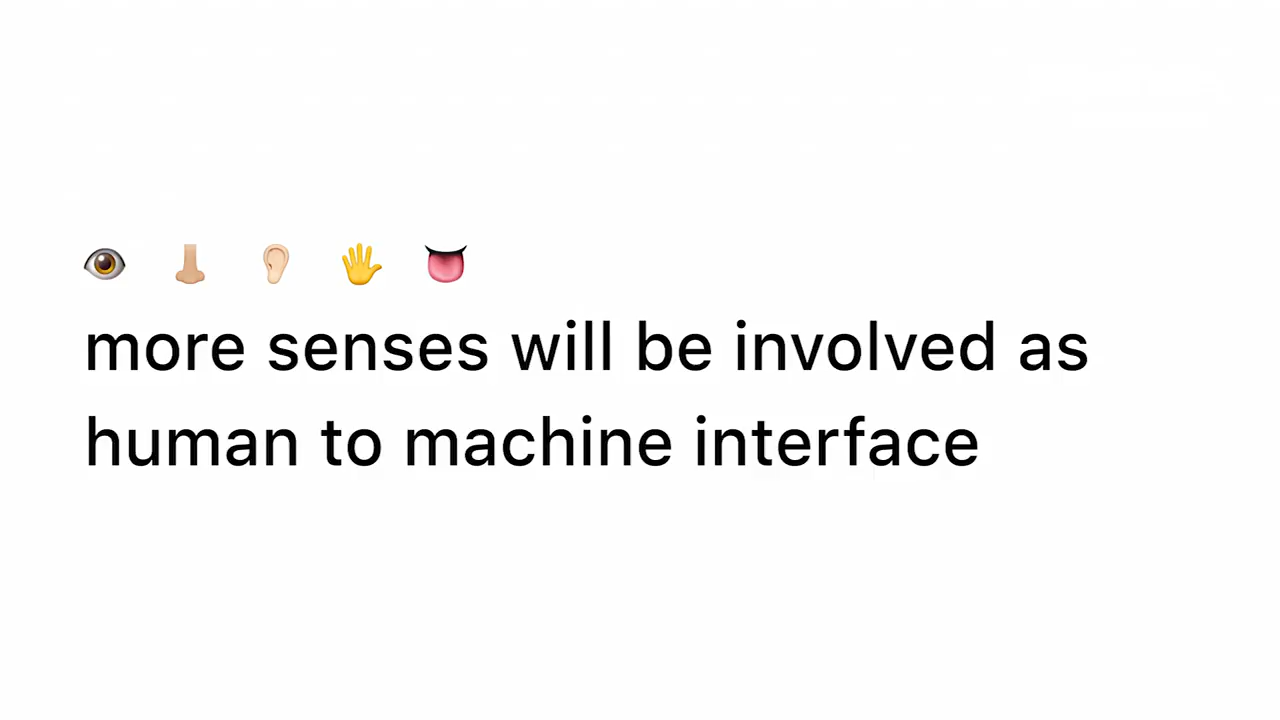 more senses will be involved as
human to machine interface